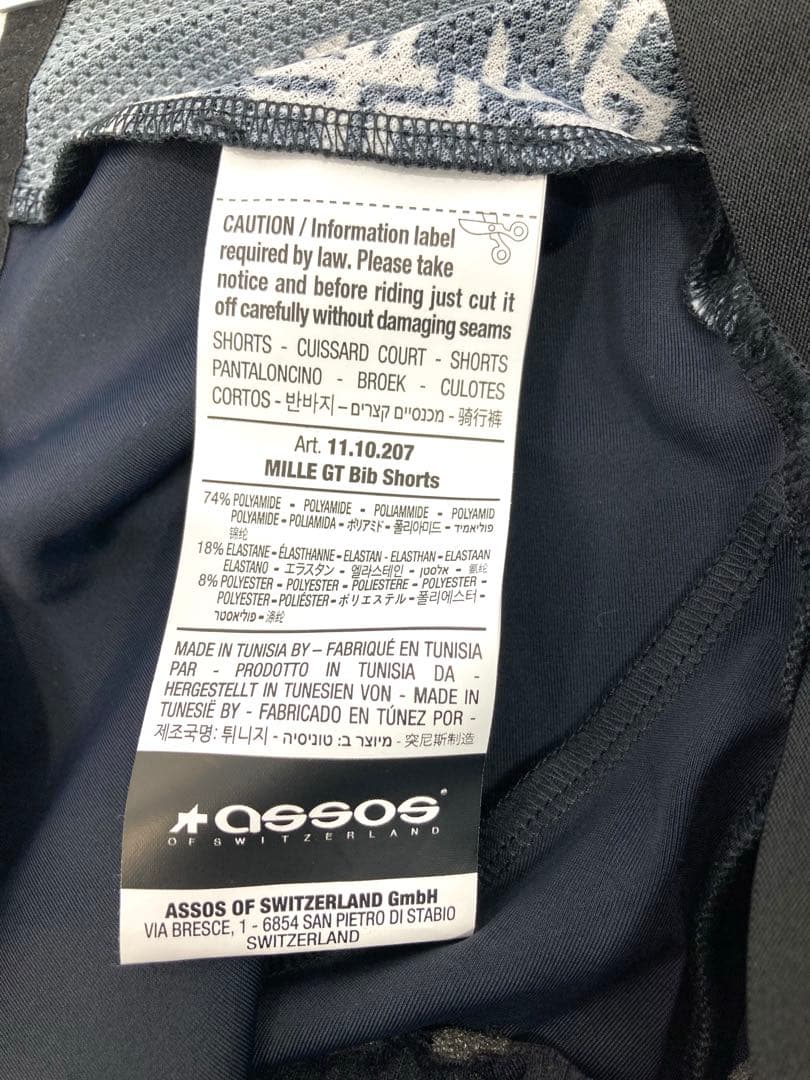 CAUTION / Information label
required by law. Please take
notice and before riding just cut it
off carefully without damaging seams
SHORTS - CUISSARD COURT - SHORTS
PANTALONCINO - BROEK - CULOTES
CORTOS - 반바지 - מכנסיים קצרים - 骑行裤
Art. 11.10.207
MILLE GT Bib Shorts
74% POLYAMIDE - POLYAMIDE - POLIAMMIDE - POLYAMID
POLYAMIDE - POLIAMIDA - ポリアミド - 폴리아미드 - פוליאמיד
锦纶
18% ELASTANE - ÉLASTHANNE - ELASTAN - ELASTHAN - ELASTAAN
ELASTANO - エラスタン - 엘라스테인 - אלסטן - 氨纶
8% POLYESTER - POLYESTER - POLIESTERE - POLYESTER -
POLYESTER - POLIÉSTER - ポリエステル - 폴리에스터 -
פוליאסטר - 涤纶
MADE IN TUNISIA BY – FABRIQUÉ EN TUNISIA
PAR - PRODOTTO IN TUNISIA DA -
HERGESTELLT IN TUNESIEN VON - MADE IN
TUNESIË BY - FABRICADO EN TÚNEZ POR -
제조국명: 튀니지 - מיוצר ב: טוניסיה - 突尼斯制造
assos®
OF SWITZERLAND
ASSOS OF SWITZERLAND GmbH
VIA BRESCE, 1 - 6854 SAN PIETRO DI STABIO
SWITZERLAND